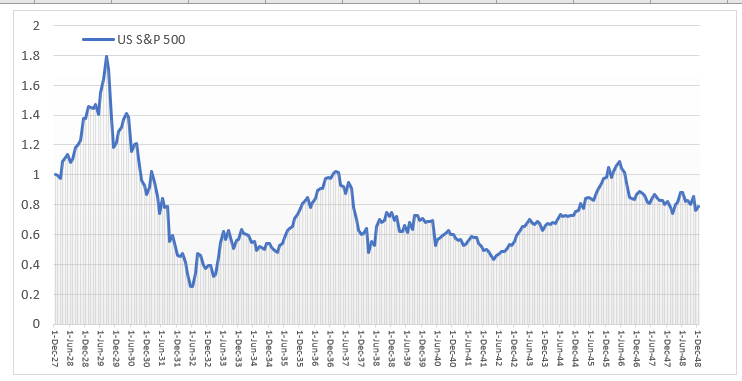 2
US S&P 500
1.8
1.6
1.4
1.2
1
0.8
0.6
0.4
0.2
0
1-Dec-27
1-Jun-28
1-Dec-28
1-Jun-29
1-Dec-29
1-Jun-30
1-Dec-30
1-Jun-31
1-Dec-31
1-Jun-32
1-Dec-32
1-Jun-33
1-Dec-33
1-Jun-34
1-Dec-34
1-Jun-35
1-Dec-35
1-Jun-36
1-Dec-36
1-Jun-37
1-Dec-37
1-Jun-38
1-Dec-38
1-Jun-39
1-Dec-39
1-Jun-40
1-Dec-40
1-Jun-41
1-Dec-41
1-Jun-42
1-Dec-42
1-Jun-43
1-Dec-43
1-Jun-44
1-Dec-44
1-Jun-45
1-Dec-45
1-Jun-46
1-Dec-46
1-Jun-47
1-Dec-47
1-Jun-48
1-Dec-48